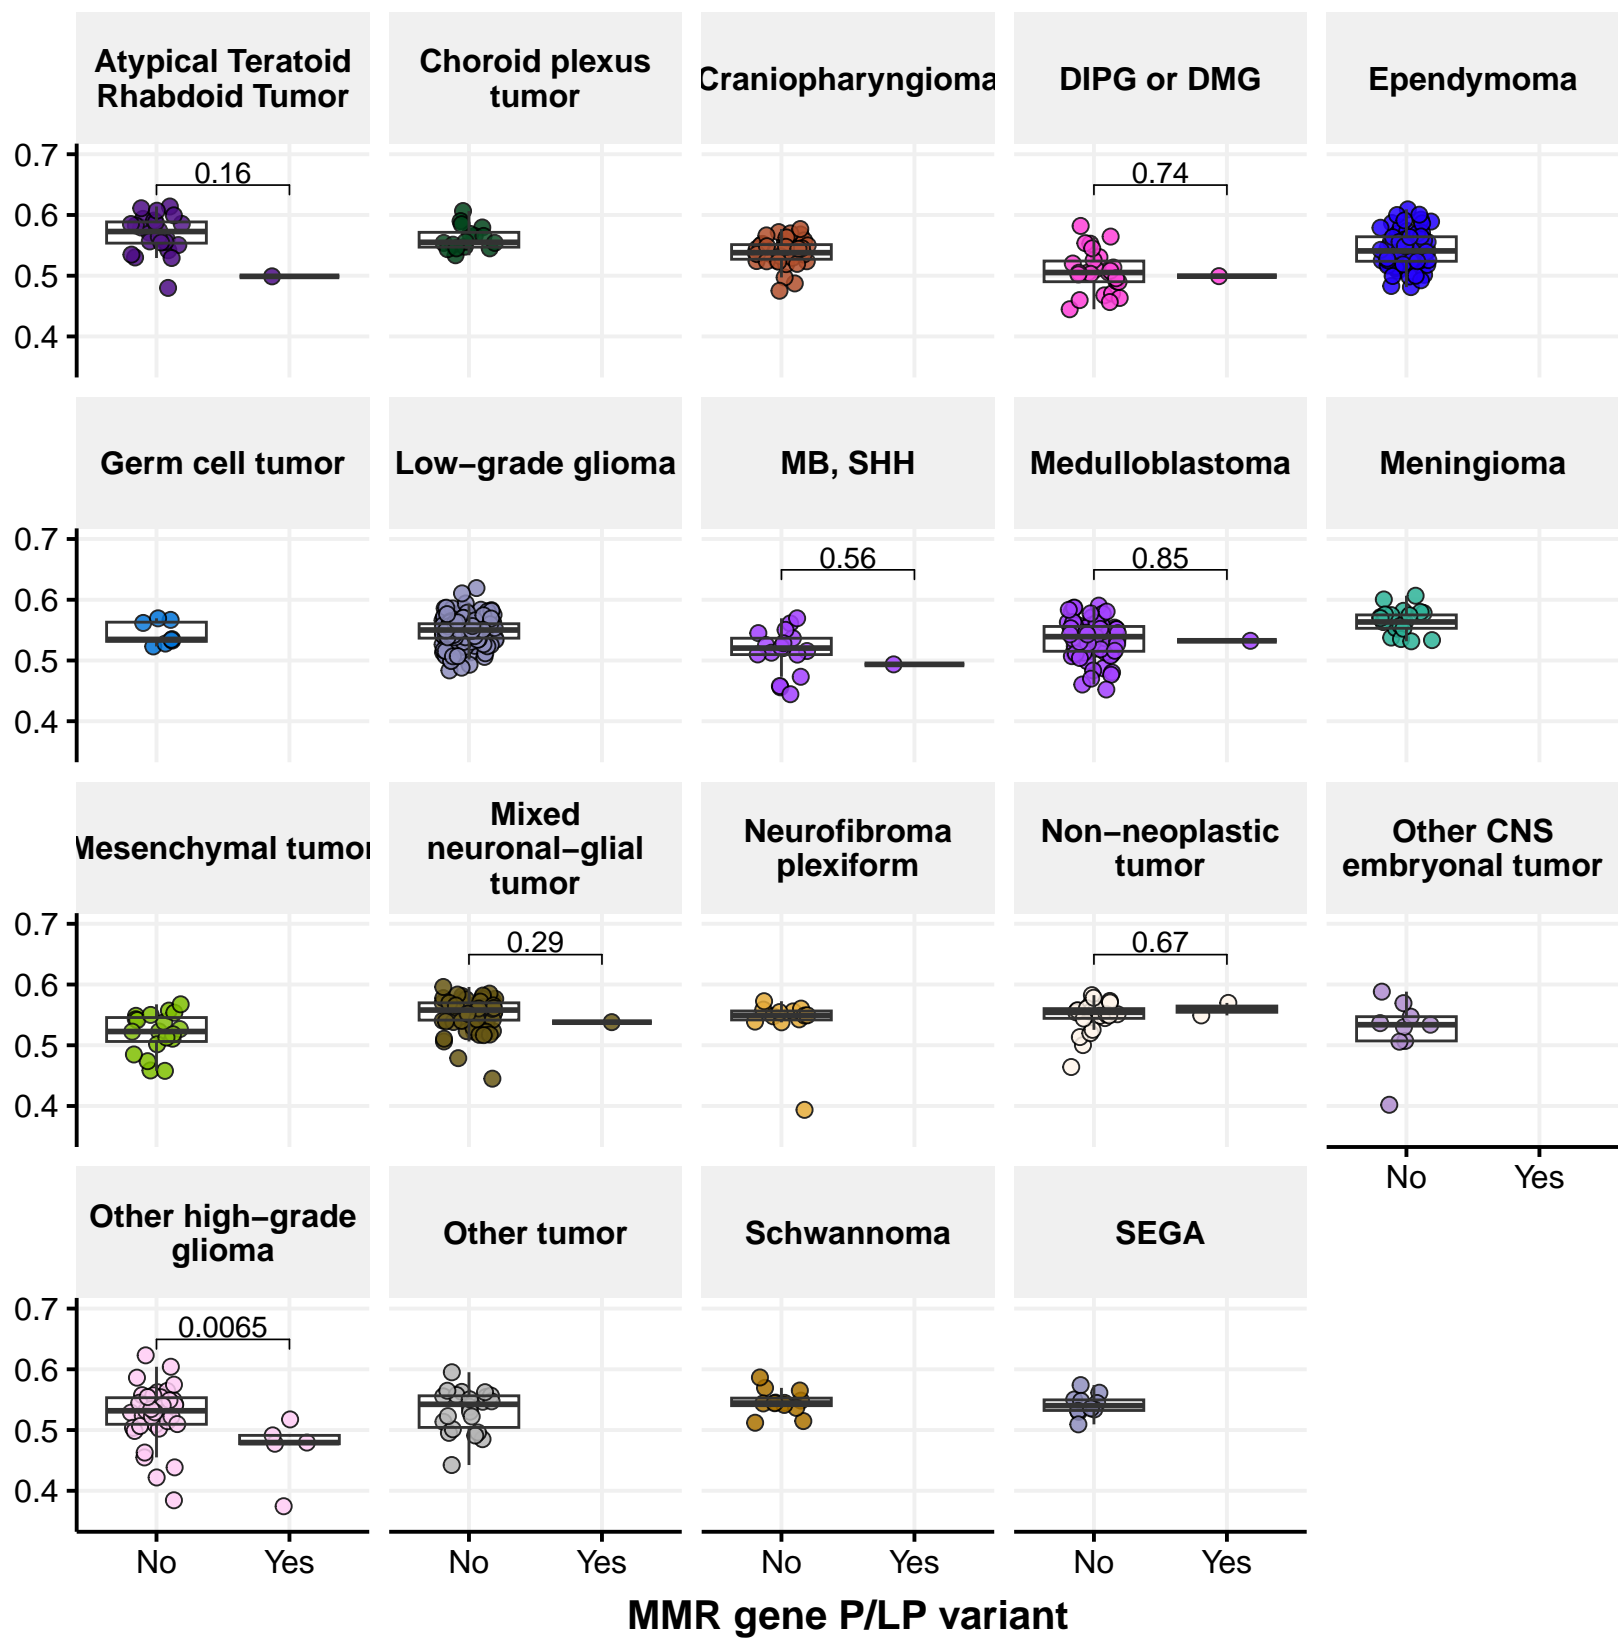 Atypical Teratoid
Rhabdoid Tumor
Choroid plexus
tumor
Craniopharyngioma
DIPG or DMG
Ependymoma
0.7
0.6
0.5
0.4
0.16
0.74
Germ cell tumor
Low−grade glioma
MB, SHH
Medulloblastoma
Meningioma
0.7
0.6
0.5
0.4
0.56
0.85
Mesenchymal tumor
Mixed
neuronal−glial
tumor
Neurofibroma
plexiform
Non−neoplastic
tumor
Other CNS
embryonal tumor
0.7
0.6
0.5
0.4
0.29
0.67
No Yes
Other high−grade
glioma
Other tumor
Schwannoma
SEGA
0.7
0.6
0.5
0.4
0.0065
No Yes No Yes No Yes No Yes
MMR gene P/LP variant